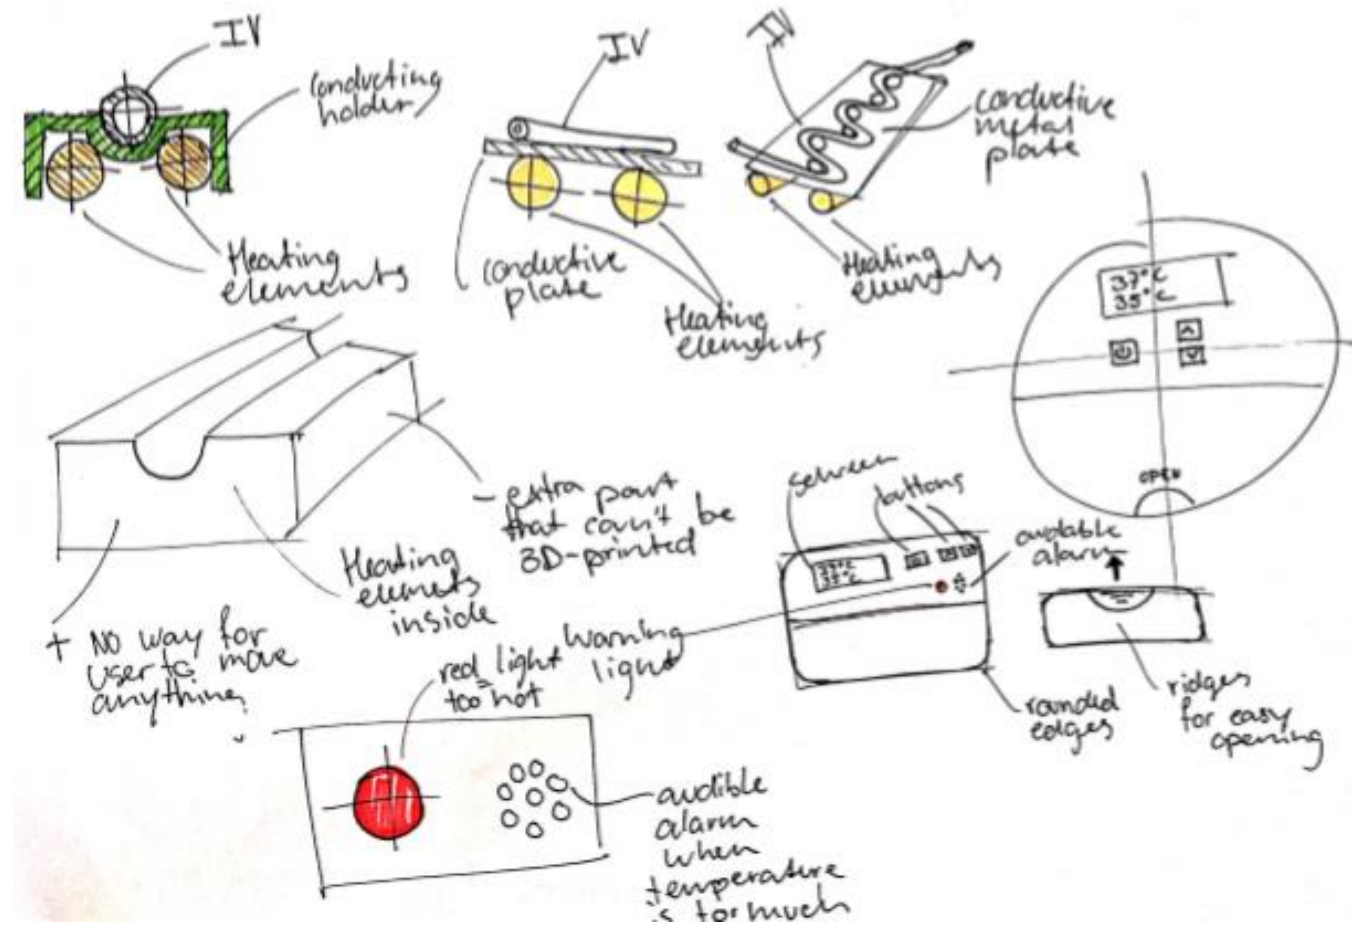 IV
Conducting
holder
Heating
elements
IV
conductive
plate
Heating
elements
IV
conductive
metal
plate
Heating
elements
37°C
35°C
OPEN
- extra part
that can't be
3D-printed
Heating
elements
inside
+ No way for
user to move
anything
screen
buttons
audable
alarm
37°C
35°C
warning
light
rounded
edges
ridges
for easy
opening
red light
too hot
audible
alarm
when
temperature
is too much